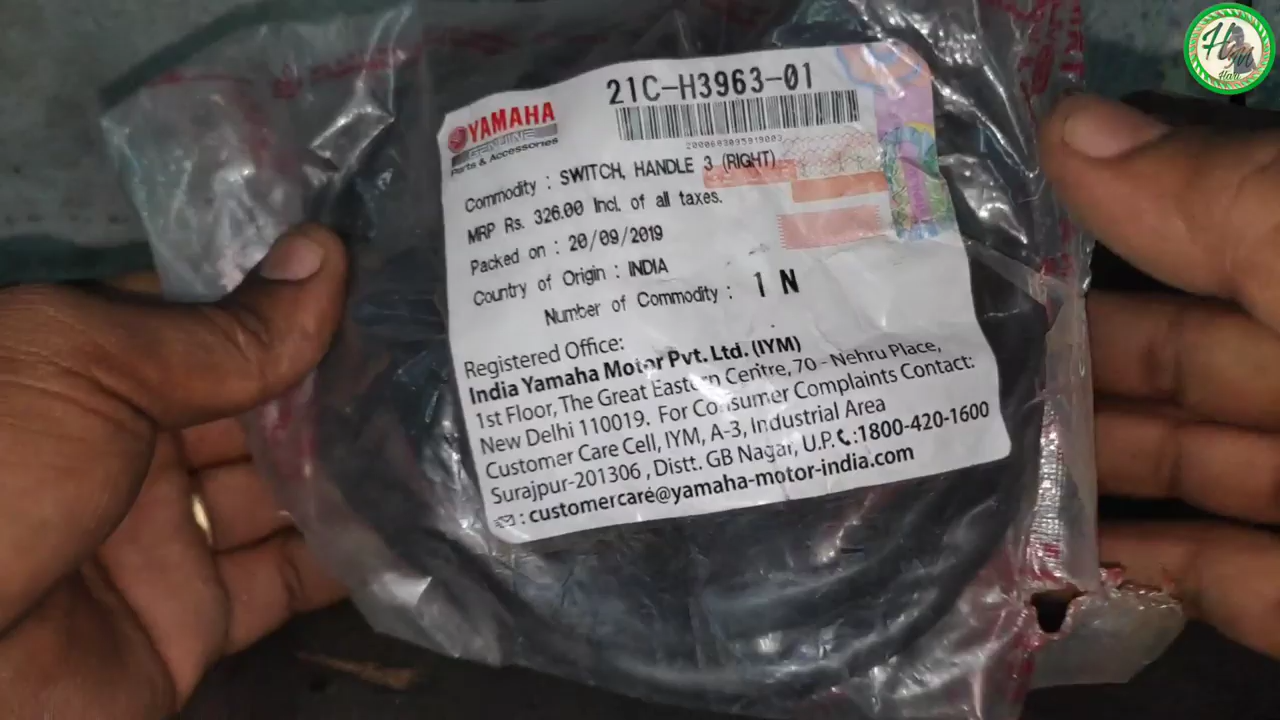 HM
Hari
21C-H3963-01
YAMAHA
GENUINE
Parts & Accessories
2000683095919003
Commodity : SWITCH, HANDLE 3 (RIGHT)
MRP Rs. 326.00 Incl. of all taxes.
Packed on : 20/09/2019
Country of Origin : INDIA
Number of Commodity : 1 N
Registered Office:
India Yamaha Motor Pvt. Ltd. (IYM)
1st Floor, The Great Eastern Centre, 70 - Nehru Place,
New Delhi 110019. For Consumer Complaints Contact:
Customer Care Cell, IYM, A-3, Industrial Area
Surajpur-201306 , Distt. GB Nagar, U.P. :1800-420-1600
: customercare@yamaha-motor-india.com